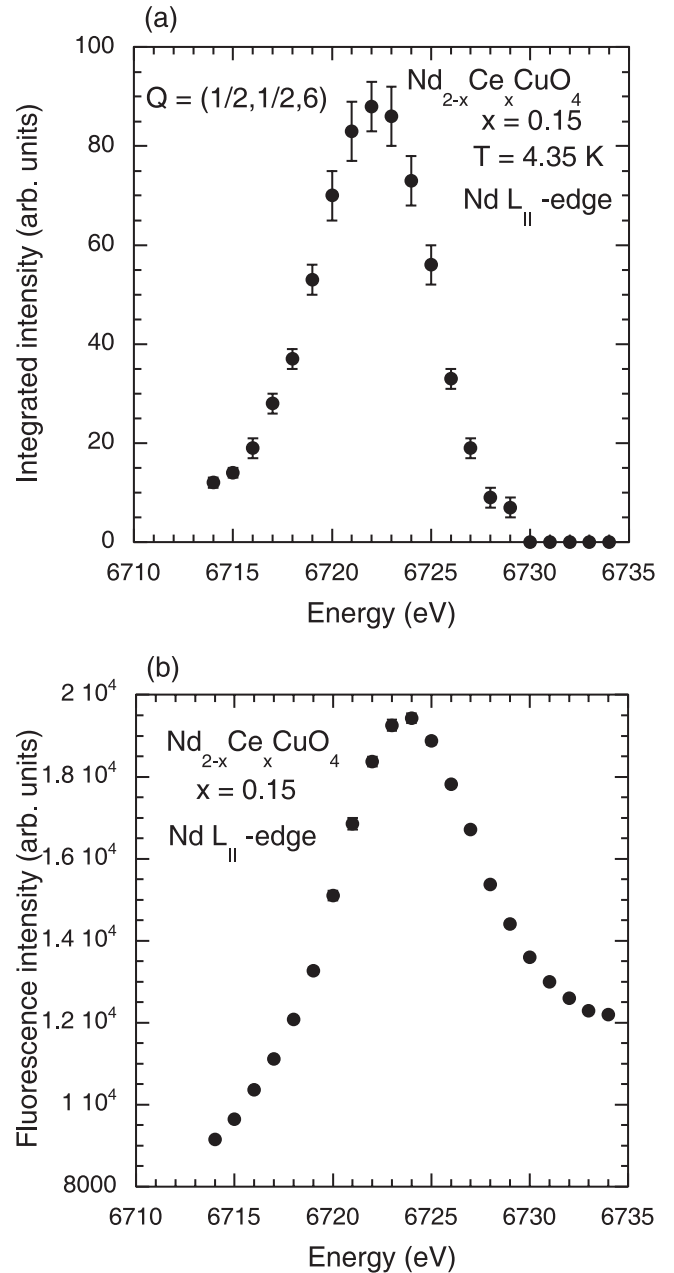 (a)
100
80
60
40
20
0
Integrated intensity (arb. units)
Q = (1/2,1/2,6)
Nd2-xCexCuO4
x = 0.15
T = 4.35 K
Nd LII -edge
6710 6715 6720 6725 6730 6735
Energy (eV)
(b)
2 10^4
1.8 10^4
1.6 10^4
1.4 10^4
1.2 10^4
1 10^4
8000
Fluorescence intensity (arb. units)
Nd2-xCexCuO4
x = 0.15
Nd LII -edge
6710 6715 6720 6725 6730 6735
Energy (eV)